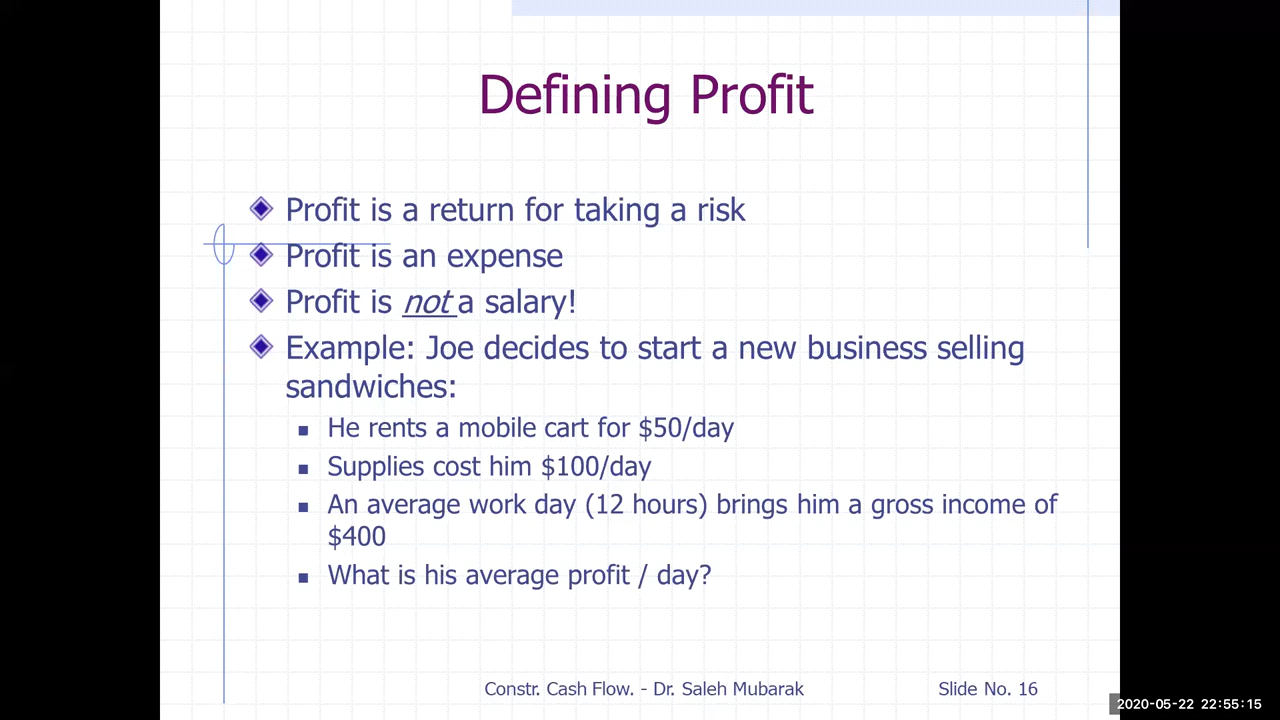 Defining Profit
Profit is a return for taking a risk
Profit is an expense
Profit is not a salary!
Example: Joe decides to start a new business selling
sandwiches:
He rents a mobile cart for $50/day
Supplies cost him $100/day
An average work day (12 hours) brings him a gross income of
$400
What is his average profit / day?
Constr. Cash Flow. - Dr. Saleh Mubarak
Slide No. 16
2020-05-22 22:55:15